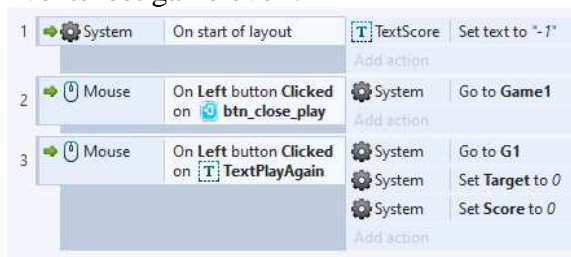 1 System On start of layout T TextScore Set text to "-1"
Add action
2 Mouse On Left button Clicked on btn_close_play System Go to Game1
Add action
3 Mouse On Left button Clicked on T TextPlayAgain System Go to G1
System Set Target to 0
System Set Score to 0
Add action